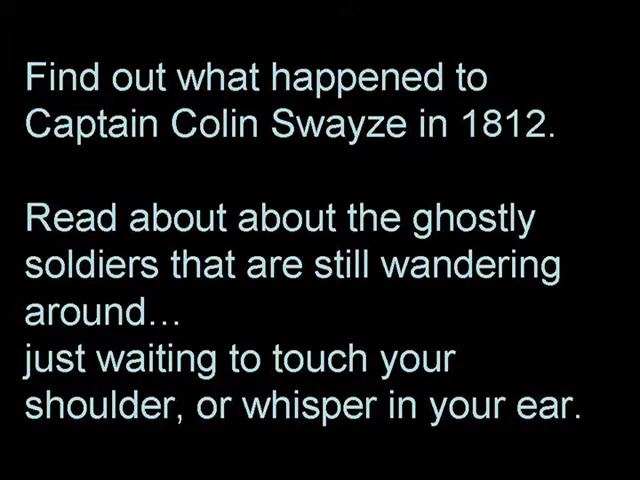 Find out what happened to
Captain Colin Swayze in 1812.
Read about about the ghostly
soldiers that are still wandering
around...
just waiting to touch your
shoulder, or whisper in your ear.